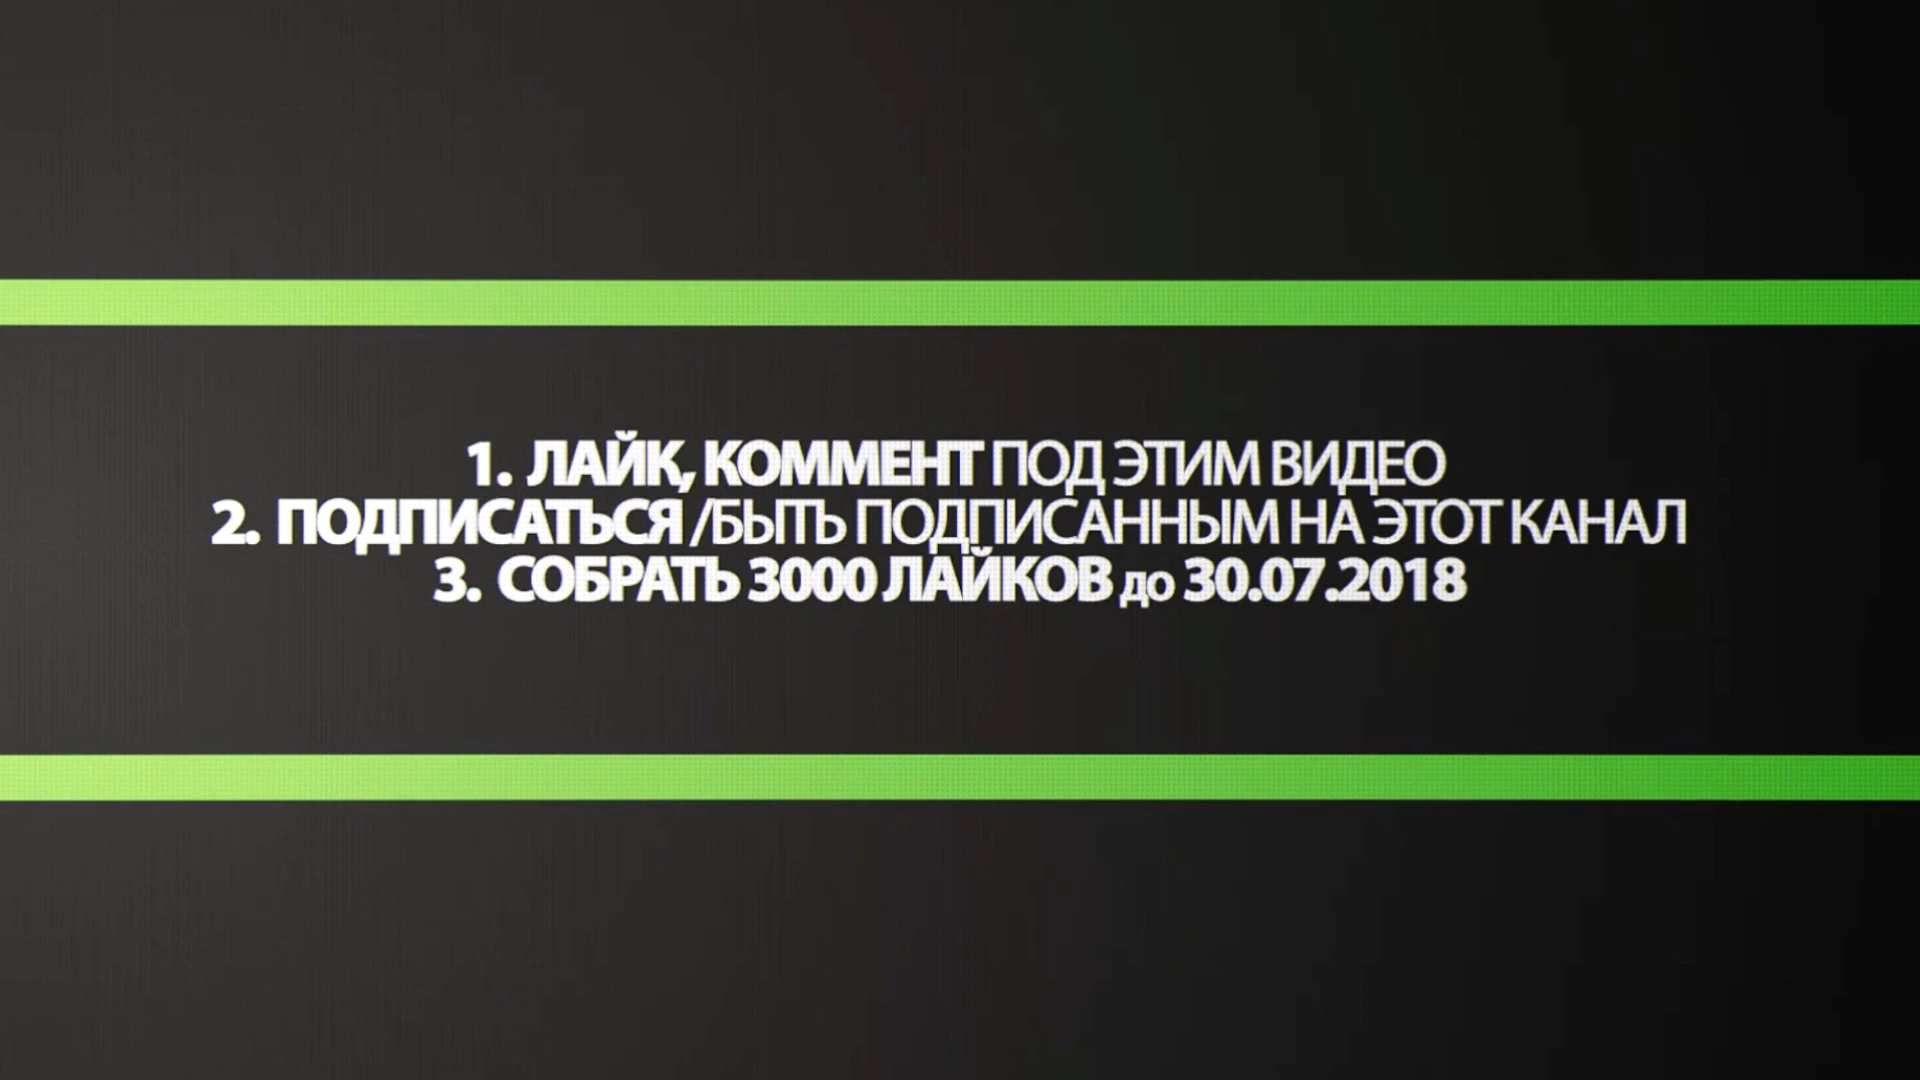 1. ЛАЙК, КОММЕНТ ПОД ЭТИМ ВИДЕО
2. ПОДПИСАТЬСЯ /БЫТЬ ПОДПИСАННЫМ НА ЭТОТ КАНАЛ
3. СОБРАТЬ 3000 ЛАЙКОВ до 30.07.2018